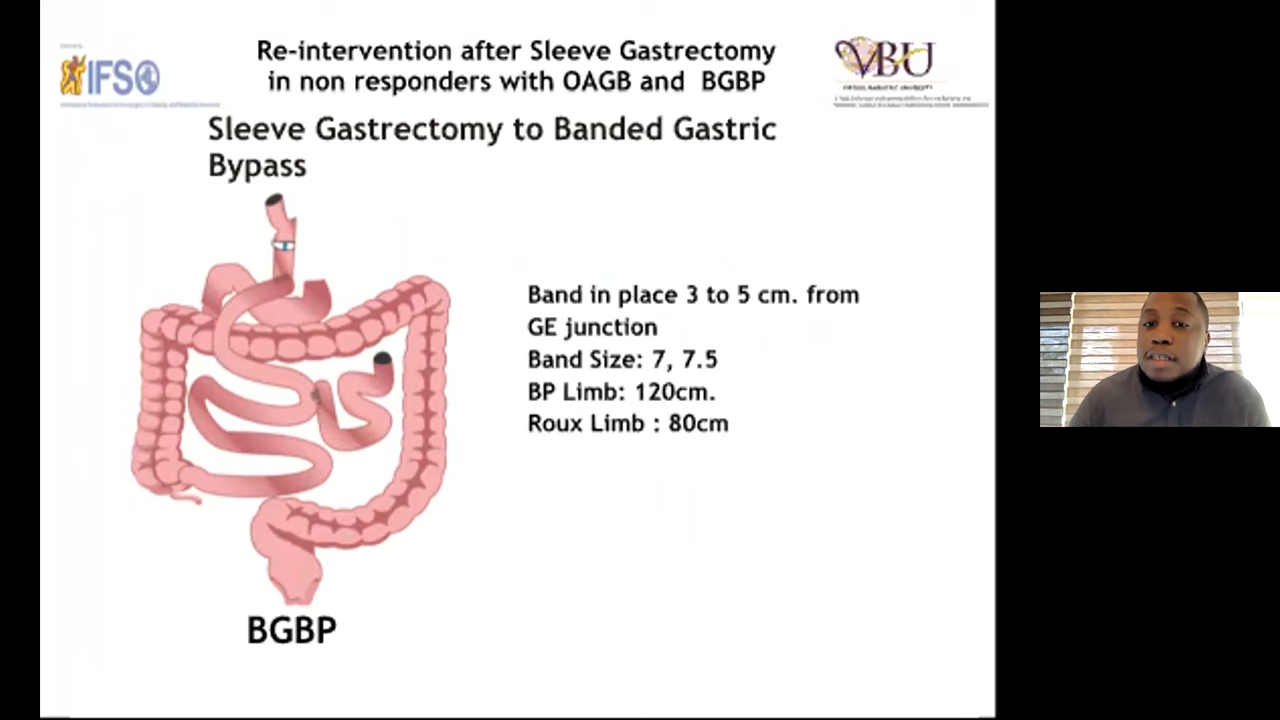 Re-intervention after Sleeve Gastrectomy
in non responders with OAGB and BGBP
IFSO
VBU
Sleeve Gastrectomy to Banded Gastric
Bypass
Band in place 3 to 5 cm. from
GE junction
Band Size: 7, 7.5
BP Limb: 120cm.
Roux Limb : 80cm
BGBP